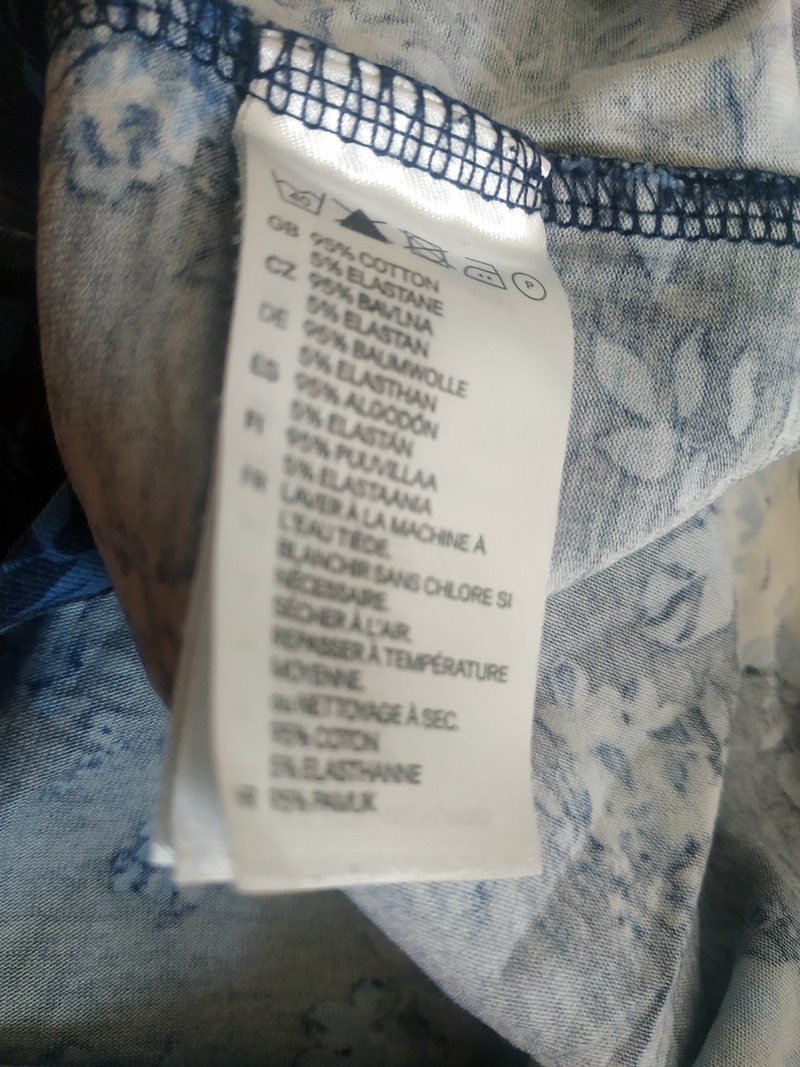 40
P
GB 95% COTTON
5% ELASTANE
CZ 95% BAVLNA
5% ELASTAN
DE 95% BAUMWOLLE
5% ELASTHAN
ES 95% ALGODÓN
5% ELASTÁN
FI 95% PUUVILLAA
5% ELASTAANIA
FR LAVER À LA MACHINE À
L'EAU TIÈDE.
BLANCHIR SANS CHLORE SI
NÉCESSAIRE.
SÉCHER À L'AIR.
REPASSER À TEMPÉRATURE
MOYENNE.
NETTOYAGE À SEC.
95% COTON
5% ELASTHANNE
95% PAMUK